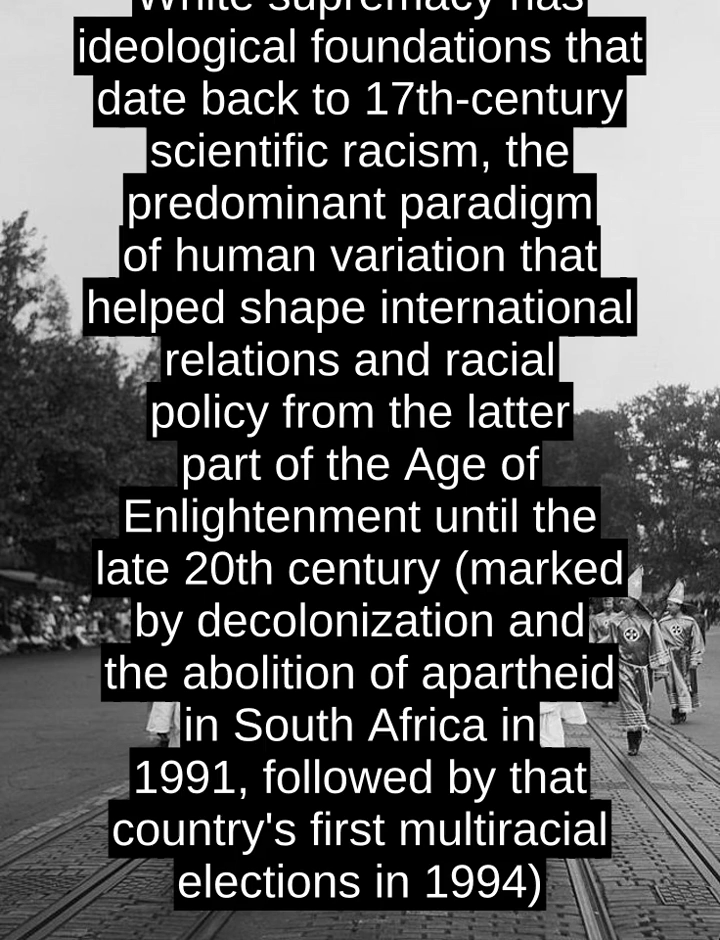 White supremacy has
ideological foundations that
date back to 17th-century
scientific racism, the
predominant paradigm
of human variation that
helped shape international
relations and racial
policy from the latter
part of the Age of
Enlightenment until the
late 20th century (marked
by decolonization and
the abolition of apartheid
in South Africa in
1991, followed by that
country's first multiracial
elections in 1994)